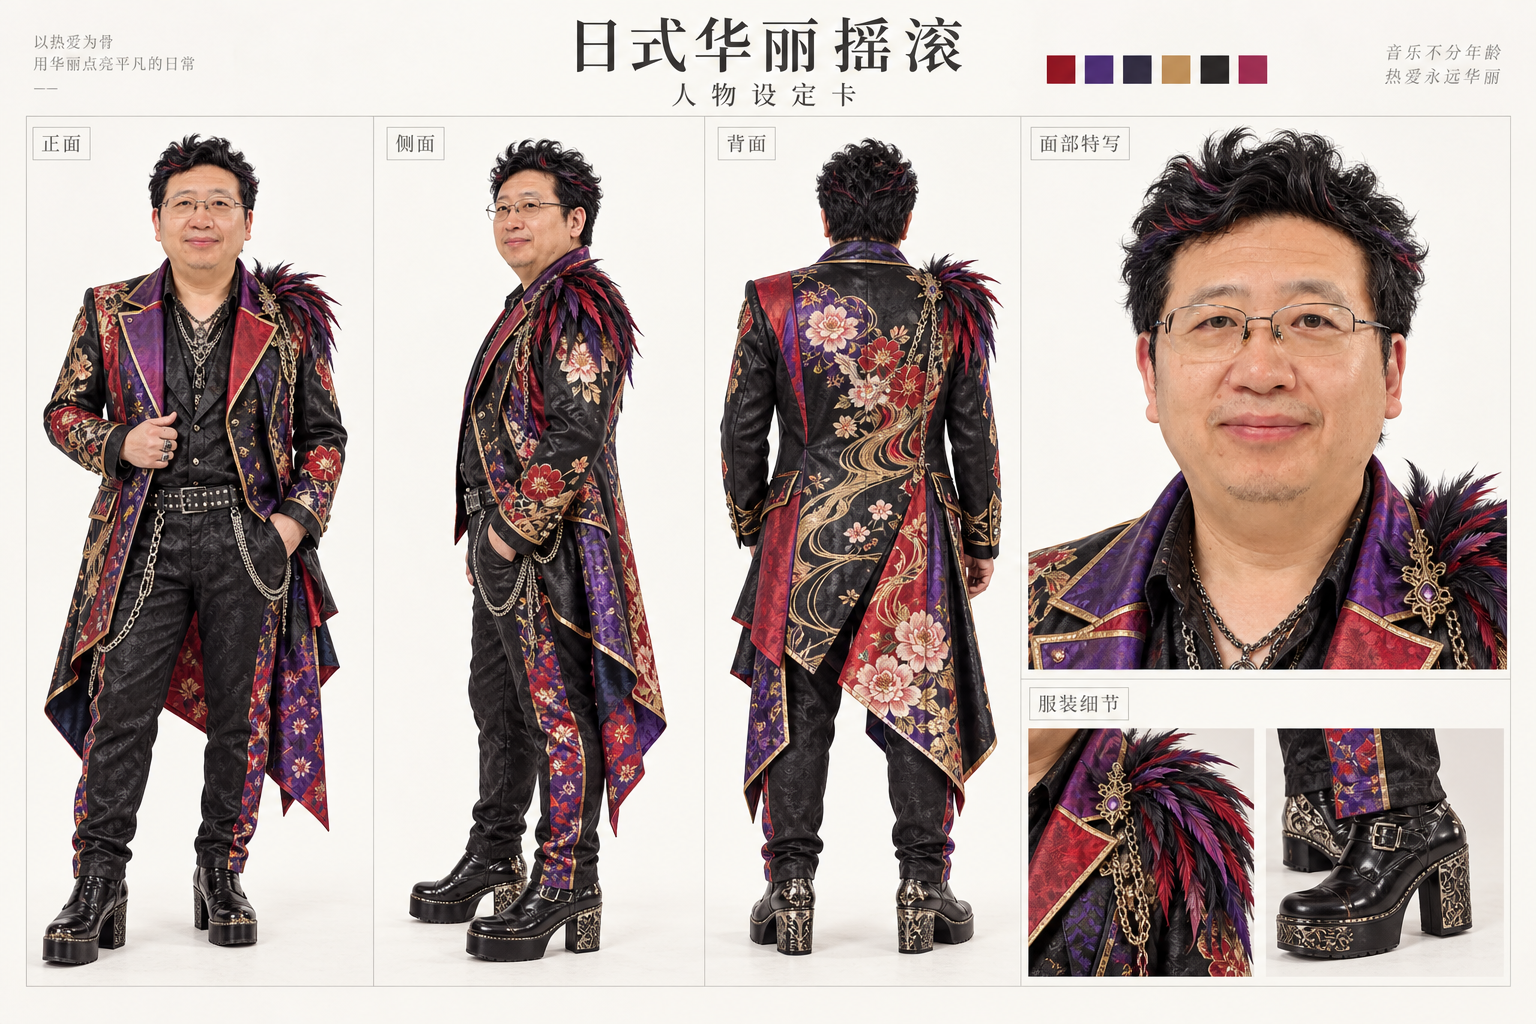 以热爱为骨
用华丽点亮平凡的日常
——
日式华丽摇滚
人物设定卡
音乐不分年龄
热爱永远华丽
正面
侧面
背面
面部特写
服装细节